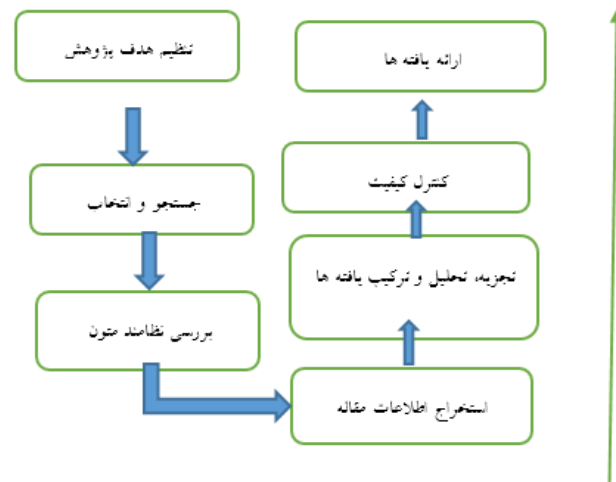 تنظیم هدف پژوهش
جستجو و انتخاب
بررسی نظامند متون
استخراج اطلاعات مقاله
تجزیه، تحلیل و ترکیب یافته ها
کنترل کیفیت
ارائه یافته ها